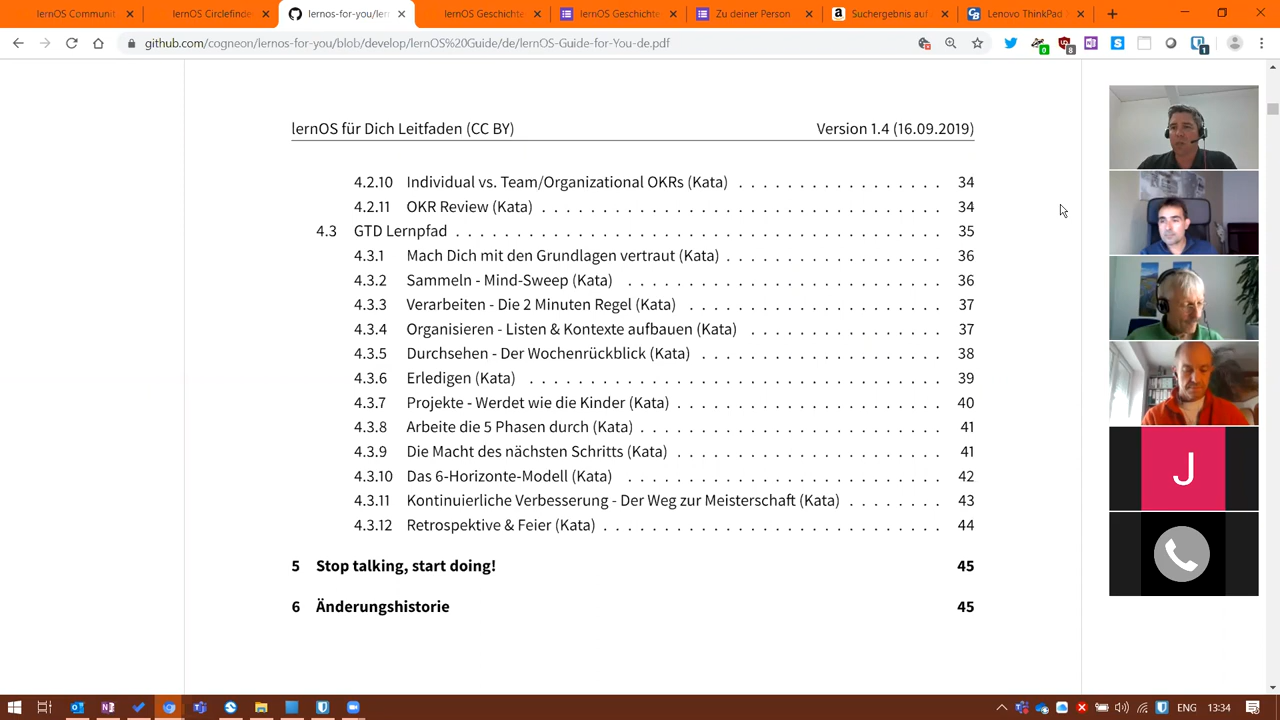 lernOS Communit
lernOS Circlefinde
lernos-for-you/lern
lernOS Geschichte
lernOS Geschichte
Zu deiner Person
Suchergebnis auf
Lenovo ThinkPad
github.com/cogneon/lernos-for-you/blob/develop/lernOS%20Guide/de/lernOS-Guide-for-You-de.pdf
lernOS für Dich Leitfaden (CC BY) Version 1.4 (16.09.2019)
4.2.10 Individual vs. Team/Organizational OKRs (Kata) . . . . . . . . . . . . . . . . . 34
4.2.11 OKR Review (Kata) . . . . . . . . . . . . . . . . . . . . . . . . . . . . . . . . . 34
4.3 GTD Lernpfad . . . . . . . . . . . . . . . . . . . . . . . . . . . . . . . . . . . . . . . . 35
4.3.1 Mach Dich mit den Grundlagen vertraut (Kata) . . . . . . . . . . . . . . . . . . 36
4.3.2 Sammeln - Mind-Sweep (Kata) . . . . . . . . . . . . . . . . . . . . . . . . . . 36
4.3.3 Verarbeiten - Die 2 Minuten Regel (Kata) . . . . . . . . . . . . . . . . . . . . . . 37
4.3.4 Organisieren - Listen & Kontexte aufbauen (Kata) . . . . . . . . . . . . . . . . 37
4.3.5 Durchsehen - Der Wochenrückblick (Kata) . . . . . . . . . . . . . . . . . . . . 38
4.3.6 Erledigen (Kata) . . . . . . . . . . . . . . . . . . . . . . . . . . . . . . . . . . 39
4.3.7 Projekte - Werdet wie die Kinder (Kata) . . . . . . . . . . . . . . . . . . . . . . 40
4.3.8 Arbeite die 5 Phasen durch (Kata) . . . . . . . . . . . . . . . . . . . . . . . . . 41
4.3.9 Die Macht des nächsten Schritts (Kata) . . . . . . . . . . . . . . . . . . . . . . 41
4.3.10 Das 6-Horizonte-Modell (Kata) . . . . . . . . . . . . . . . . . . . . . . . . . . 42
4.3.11 Kontinuierliche Verbesserung - Der Weg zur Meisterschaft (Kata) . . . . . . . . 43
4.3.12 Retrospektive & Feier (Kata) . . . . . . . . . . . . . . . . . . . . . . . . . . . . 44
5 Stop talking, start doing! 45
6 Änderungshistorie 45
J
ENG 13:34